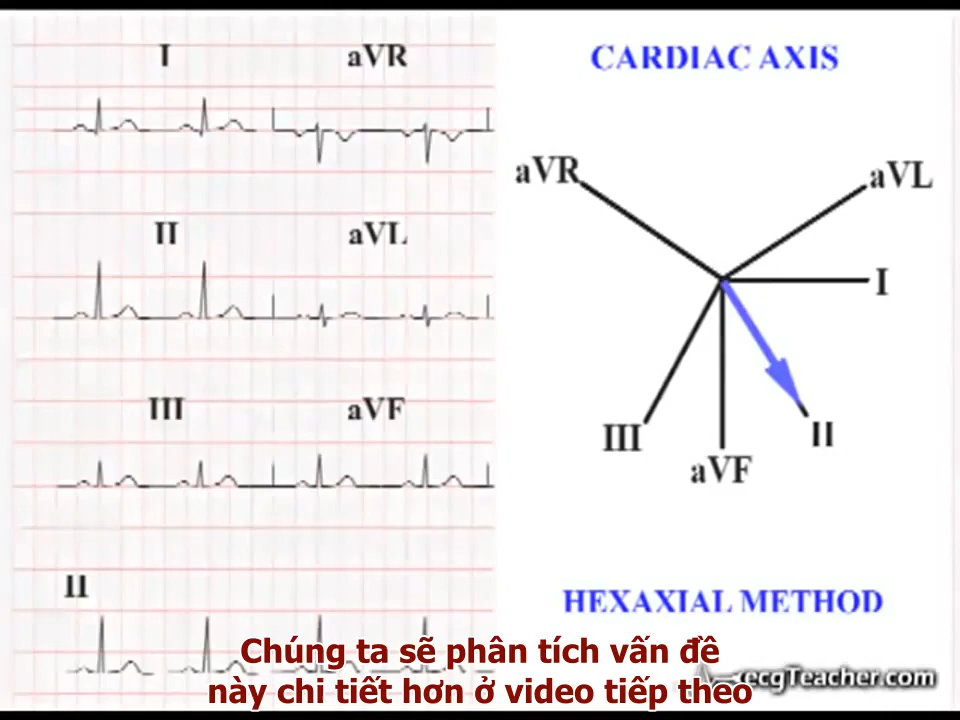 I
aVR
II
aVL
III
aVF
II
CARDIAC AXIS
aVR
aVL
I
III
II
aVF
HEXAXIAL METHOD
Chúng ta sẽ phân tích vấn đề
này chi tiết hơn ở video tiếp theo
ecgTeacher.com